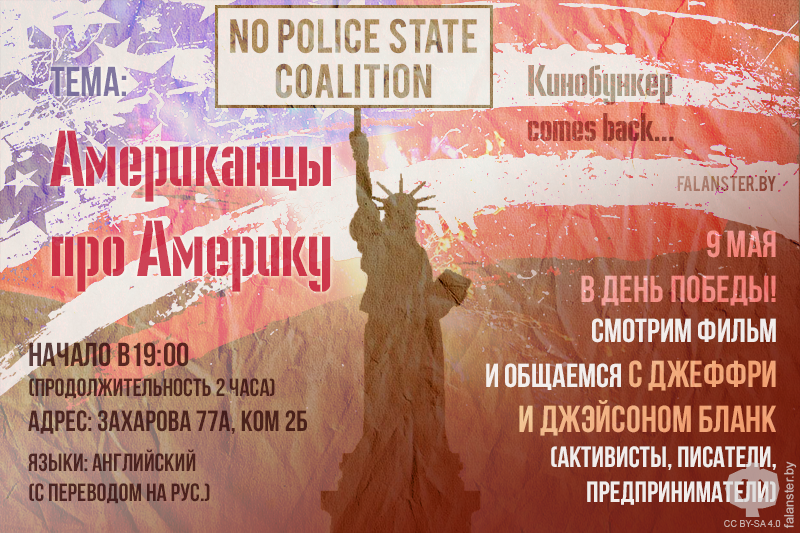 NO POLICE STATE
COALITION
ТЕМА:
Американцы
про Америку
Кинобункер
comes back...
FALANSTER.BY
9 МАЯ
В ДЕНЬ ПОБЕДЫ!
СМОТРИМ ФИЛЬМ
И ОБЩАЕМСЯ С ДЖЕФФРИ
И ДЖЭЙСОНОМ БЛАНК
(АКТИВИСТЫ, ПИСАТЕЛИ,
ПРЕДПРИНИМАТЕЛИ)
НАЧАЛО В 19:00
(ПРОДОЛЖИТЕЛЬНОСТЬ 2 ЧАСА)
АДРЕС: ЗАХАРОВА 77А, КОМ 2Б
ЯЗЫКИ: АНГЛИЙСКИЙ
(С ПЕРЕВОДОМ НА РУС.)
falanster.by
CC BY-SA 4.0